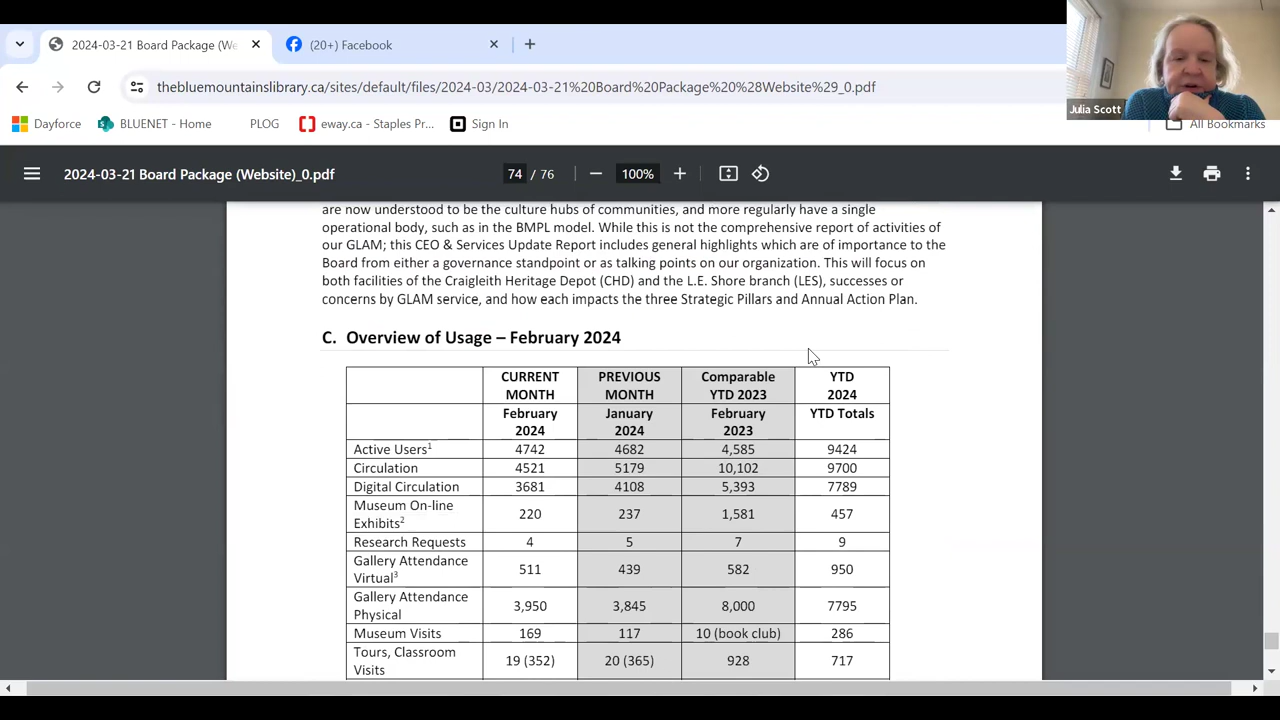 2024-03-21 Board Package (We
(20+) Facebook
thebluemountainslibrary.ca/sites/default/files/2024-03/2024-03-21%20Board%20Package%20%28Website%29_0.pdf
Julia Scott
Dayforce
BLUENET - Home
PLOG
eway.ca - Staples Pr...
Sign In
All Bookmarks
2024-03-21 Board Package (Website)_0.pdf
74 / 76
100%
are now understood to be the culture hubs of communities, and more regularly have a single
operational body, such as in the BMPL model. While this is not the comprehensive report of activities of
our GLAM; this CEO & Services Update Report includes general highlights which are of importance to the
Board from either a governance standpoint or as talking points on our organization. This will focus on
both facilities of the Craigleith Heritage Depot (CHD) and the L.E. Shore branch (LES), successes or
concerns by GLAM service, and how each impacts the three Strategic Pillars and Annual Action Plan.
C. Overview of Usage – February 2024
CURRENT MONTH PREVIOUS MONTH Comparable YTD 2023 YTD 2024
February 2024 January 2024 February 2023 YTD Totals
Active Users1 4742 4682 4,585 9424
Circulation 4521 5179 10,102 9700
Digital Circulation 3681 4108 5,393 7789
Museum On-line Exhibits2 220 237 1,581 457
Research Requests 4 5 7 9
Gallery Attendance Virtual3 511 439 582 950
Gallery Attendance Physical 3,950 3,845 8,000 7795
Museum Visits 169 117 10 (book club) 286
Tours, Classroom Visits 19 (352) 20 (365) 928 717